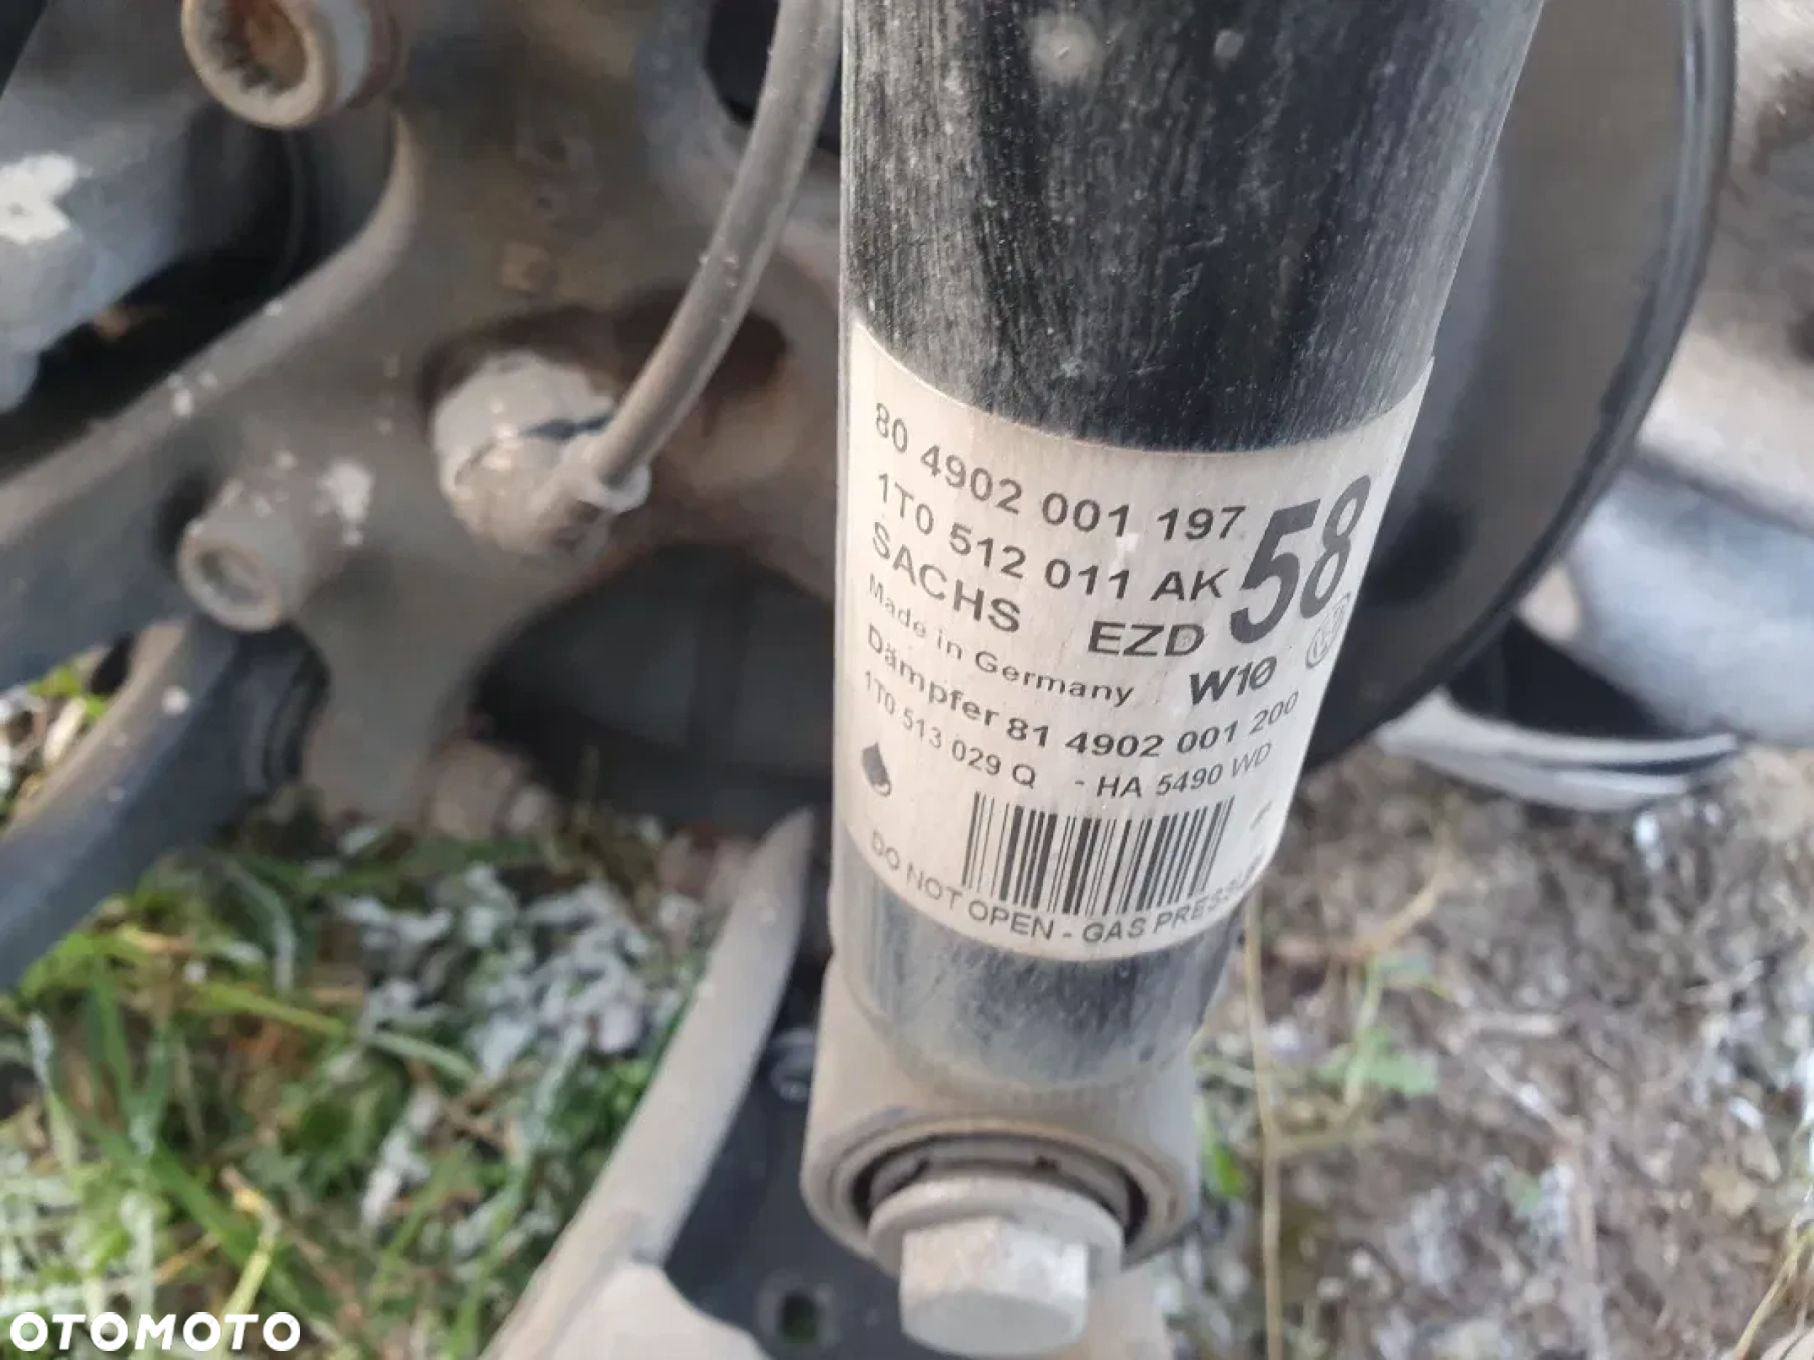 80 4902 001 197
1T0 512 011 AK 58
SACHS EZD
Made in Germany W10
Dämpfer 81 4902 001 200
1T0 513 029 Q - HA 5490 WD
DO NOT OPEN - GAS
OTOMOTO